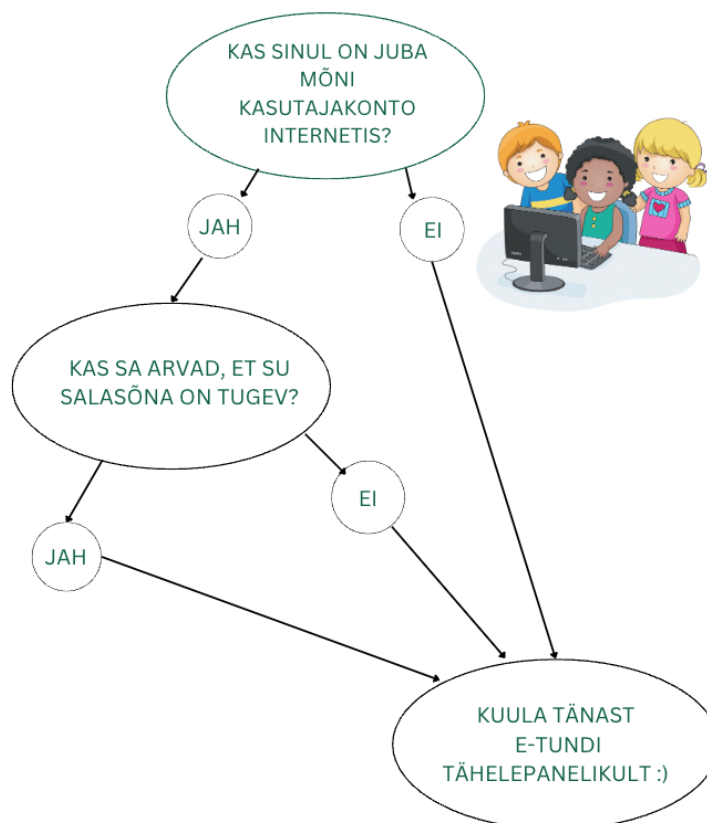 KAS SINUL ON JUBA
MÕNI
KASUTAJAKONTO
INTERNETIS?
JAH
EI
KAS SA ARVAD, ET SU
SALASÕNA ON TUGEV?
EI
JAH
KUULA TÄNAST
E-TUNDI
TÄHELEPANELIKULT :)